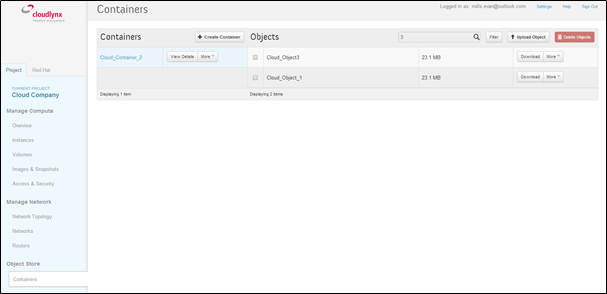 cloudlynx
Containers
Logged in as: mills.evan@outlook.com Settings Help Sign Out
Containers
+ Create Container
Objects
3
Filter
Upload Object
Delete Objects
Cloud_Container_2 View Details More
Cloud_Object3 23.1 MB Download More
Cloud_Object_1 23.1 MB Download More
Displaying 1 item
Displaying 2 items
Project Red Hat
CURRENT PROJECT
Cloud Company
Manage Compute
Overview
Instances
Volumes
Images & Snapshots
Access & Security
Manage Network
Network Topology
Networks
Routers
Object Store
Containers